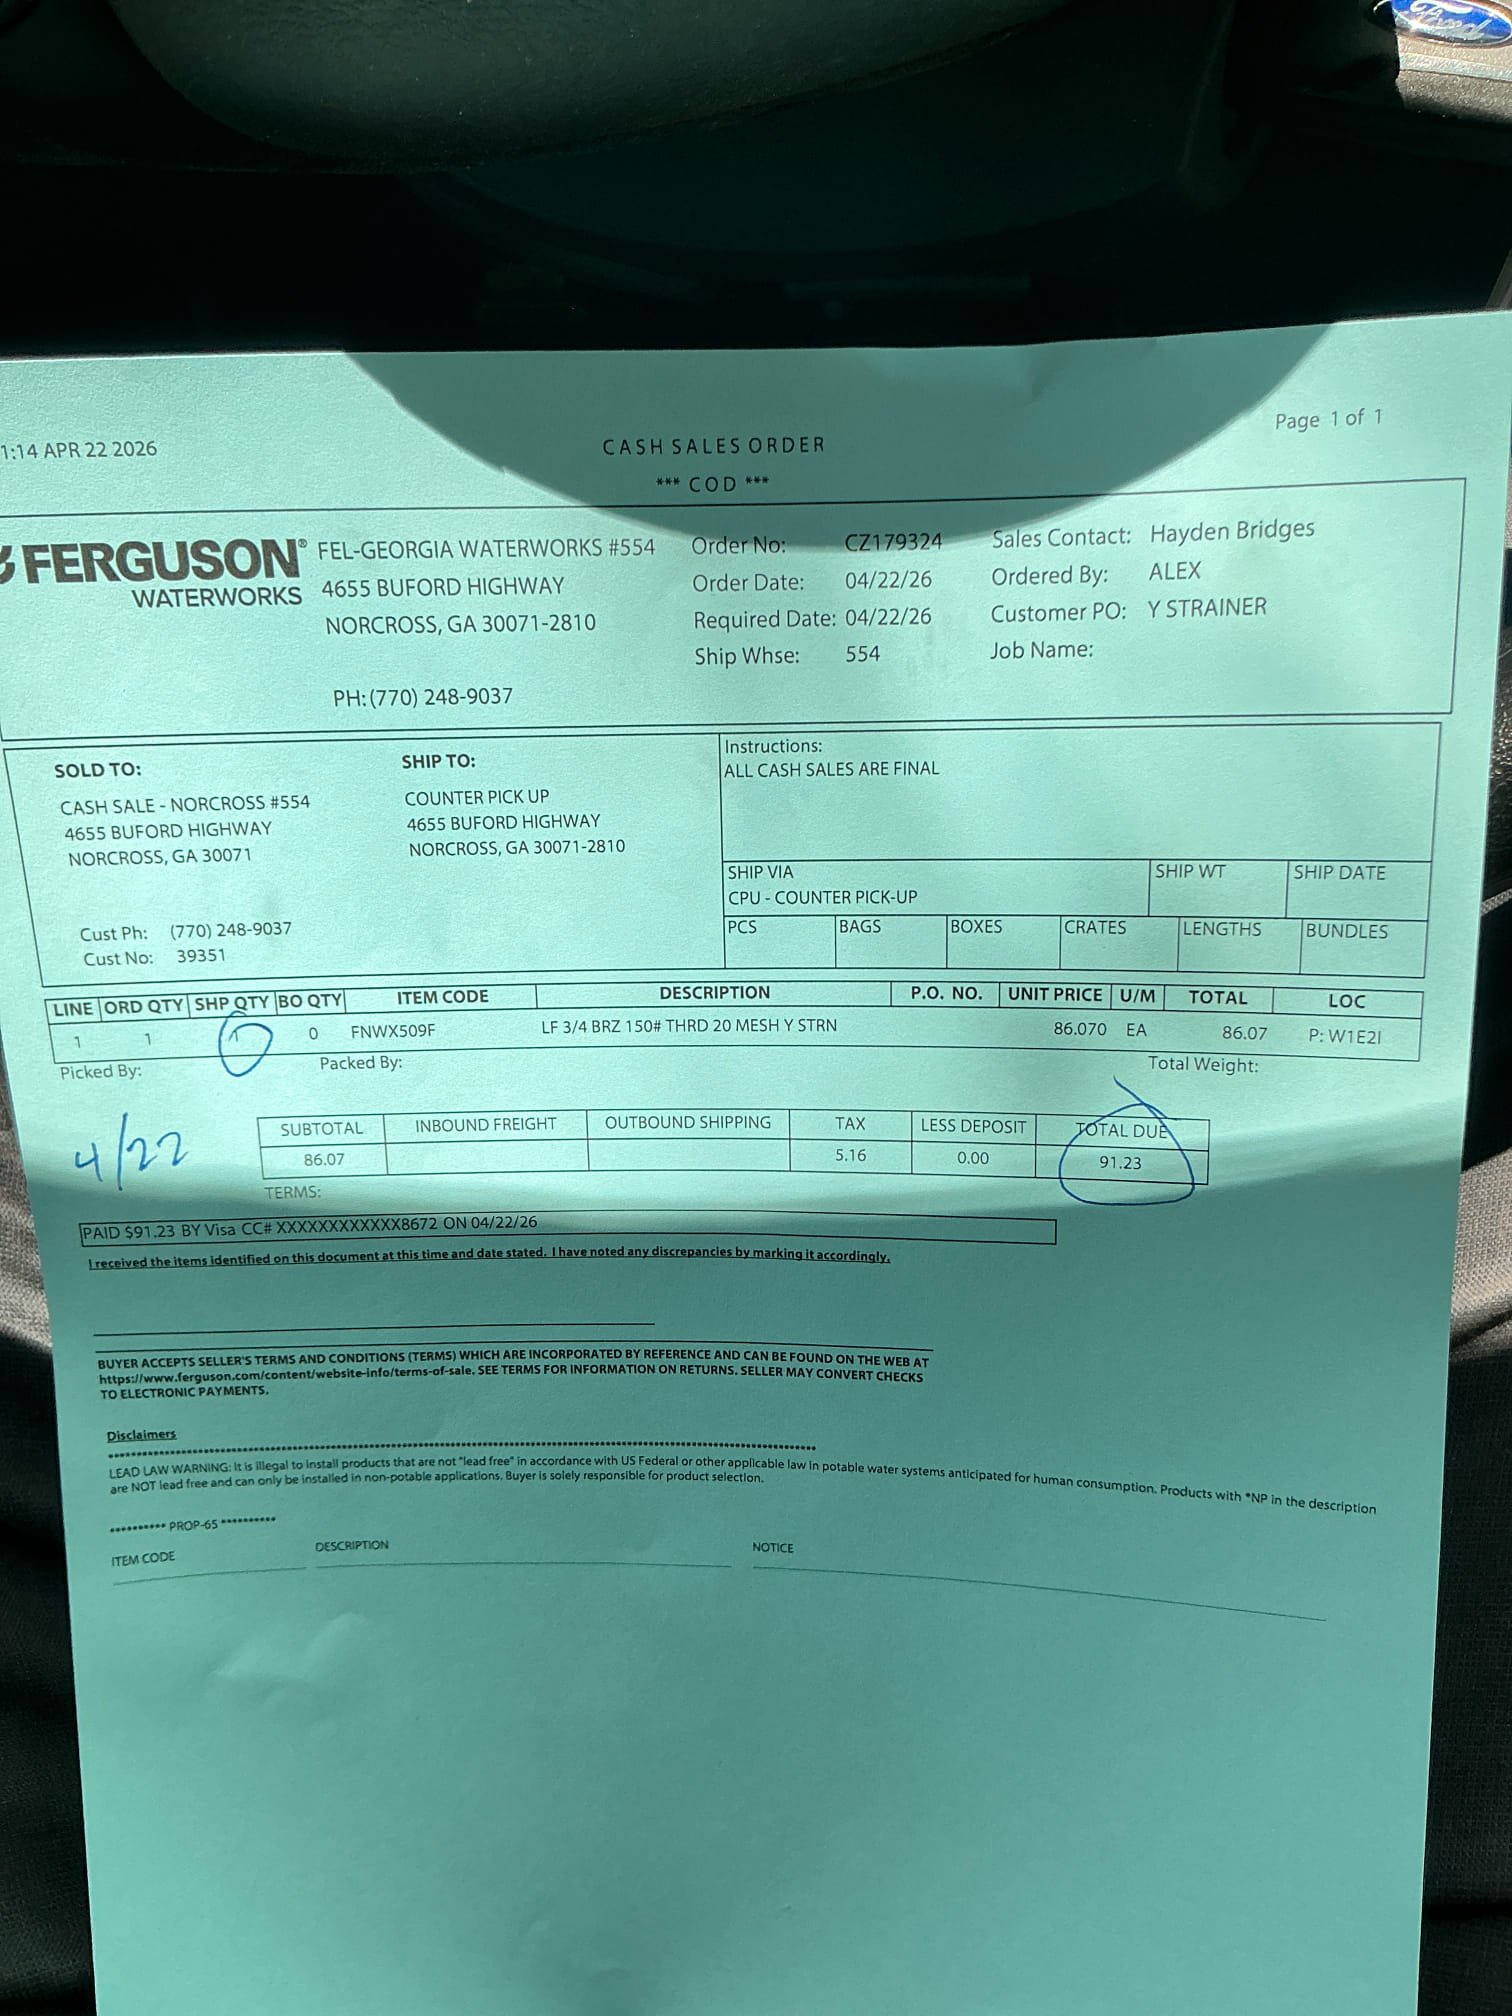 Ford
Page 1 of 1
1:14 APR 22 2026
CASH SALES ORDER
*** COD ***
FERGUSON®
WATERWORKS
FEL-GEORGIA WATERWORKS #554
4655 BUFORD HIGHWAY
NORCROSS, GA 30071-2810
PH: (770) 248-9037
Order No: CZ179324
Order Date: 04/22/26
Required Date: 04/22/26
Ship Whse: 554
Sales Contact: Hayden Bridges
Ordered By: ALEX
Customer PO: Y STRAINER
Job Name:
SOLD TO:
CASH SALE - NORCROSS #554
4655 BUFORD HIGHWAY
NORCROSS, GA 30071
Cust Ph: (770) 248-9037
Cust No: 39351
SHIP TO:
COUNTER PICK UP
4655 BUFORD HIGHWAY
NORCROSS, GA 30071-2810
Instructions:
ALL CASH SALES ARE FINAL
SHIP VIA SHIP WT SHIP DATE
CPU - COUNTER PICK-UP
PCS BAGS BOXES CRATES LENGTHS BUNDLES
LINE ORD QTY SHP QTY BO QTY ITEM CODE DESCRIPTION P.O. NO. UNIT PRICE U/M TOTAL LOC
1 1 1 0 FNWX509F LF 3/4 BRZ 150# THRD 20 MESH Y STRN 86.070 EA 86.07 P: W1E2I
Picked By: Packed By: Total Weight:
4/22
SUBTOTAL INBOUND FREIGHT OUTBOUND SHIPPING TAX LESS DEPOSIT TOTAL DUE
86.07 5.16 0.00 91.23
TERMS:
PAID $91.23 BY Visa CC# XXXXXXXXXXXX8672 ON 04/22/26
I received the items identified on this document at this time and date stated. I have noted any discrepancies by marking it accordingly.
BUYER ACCEPTS SELLER'S TERMS AND CONDITIONS (TERMS) WHICH ARE INCORPORATED BY REFERENCE AND CAN BE FOUND ON THE WEB AT
https://www.ferguson.com/content/website-info/terms-of-sale. SEE TERMS FOR INFORMATION ON RETURNS. SELLER MAY CONVERT CHECKS
TO ELECTRONIC PAYMENTS.
Disclaimers
LEAD LAW WARNING: It is illegal to install products that are not "lead free" in accordance with US Federal or other applicable law in potable water systems anticipated for human consumption. Products with *NP in the description
are NOT lead free and can only be installed in non-potable applications. Buyer is solely responsible for product selection.
********** PROP-65 **********
ITEM CODE DESCRIPTION NOTICE